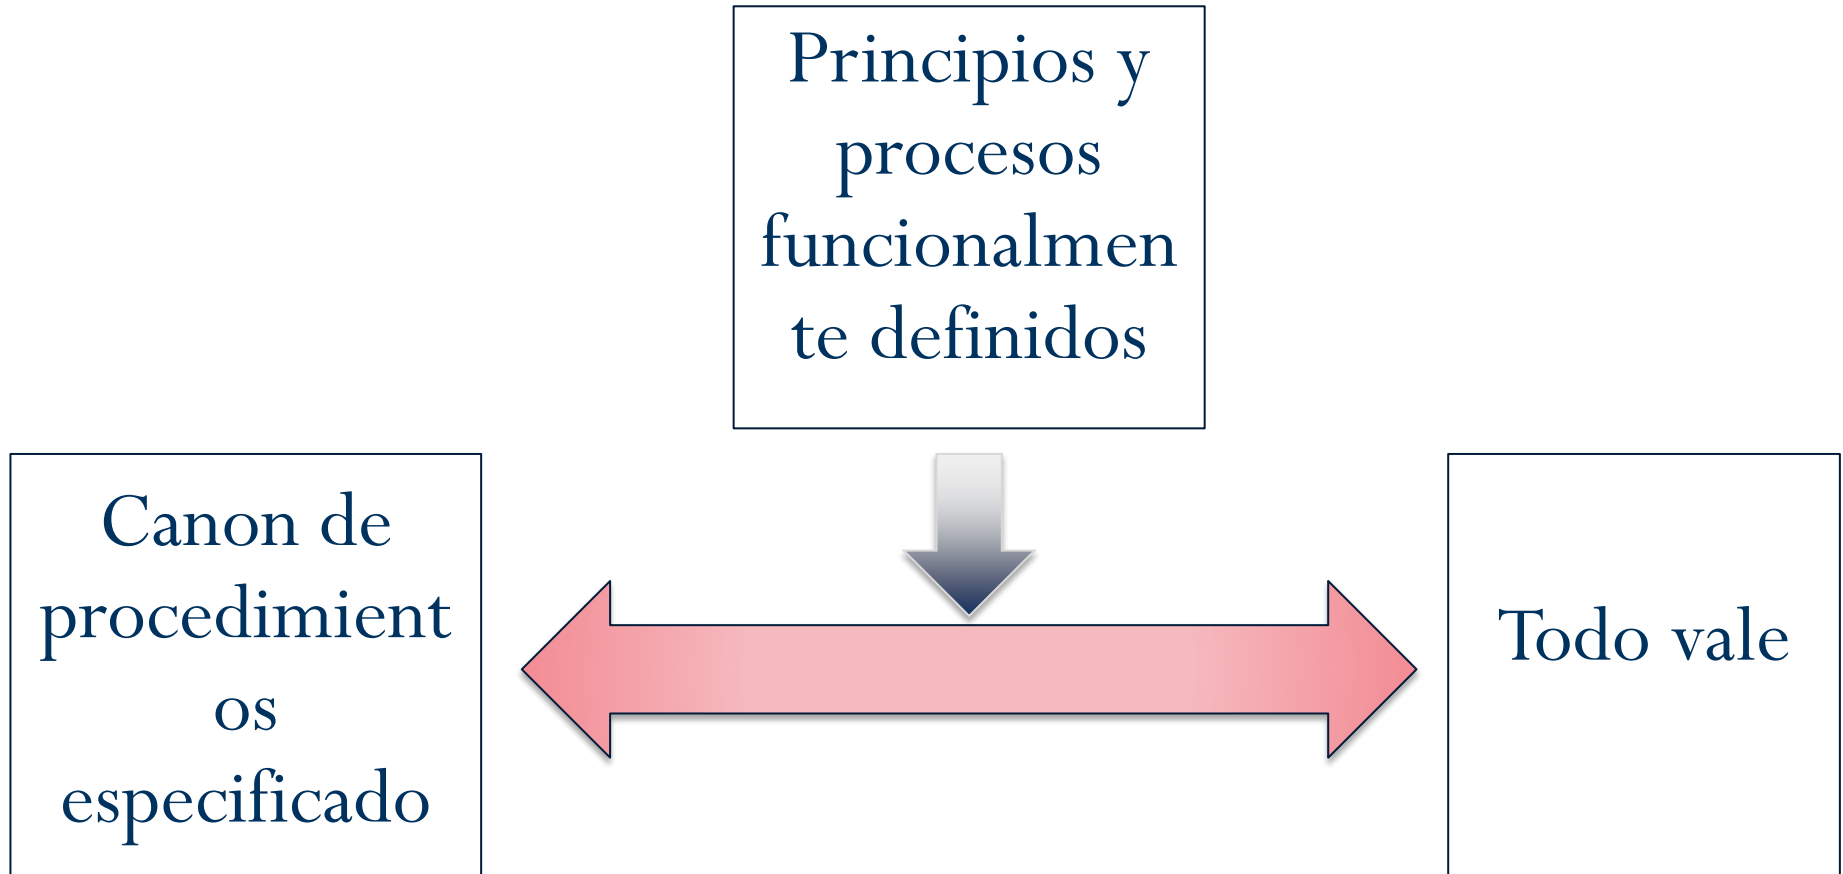 Principios y
procesos
funcionalmen
te definidos
Canon de
procedimient
os
especificado
Todo vale